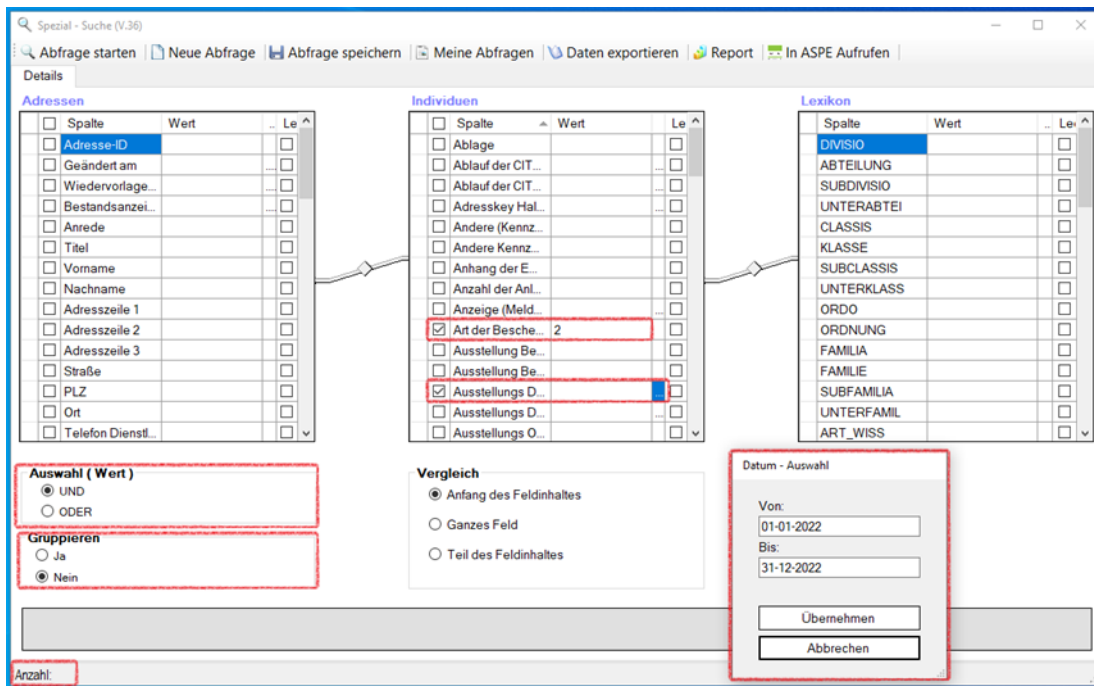 Spezial - Suche (V.36)
Abfrage starten Neue Abfrage Abfrage speichern Meine Abfragen Daten exportieren Report In ASPE Aufrufen
Details
Adressen
Spalte Wert .. Le
Adresse-ID
Geändert am ...
Wiedervorlage... ...
Bestandsanzei... ...
Anrede
Titel
Vorname
Nachname
Adresszeile 1
Adresszeile 2
Adresszeile 3
Straße
PLZ
Ort
Telefon Dienstl...
Individuen
Spalte Wert Le
Ablage
Ablauf der CIT... ...
Ablauf der CIT... ...
Adresskey Hal... ...
Andere (Kennz...
Andere Kennz...
Anhang der E...
Anzahl der Anl...
Anzeige (Meld... ...
Art der Besche... 2
Ausstellung Be...
Ausstellung Be...
Ausstellungs D... ...
Ausstellungs D... ...
Ausstellungs O...
Lexikon
Spalte Wert .. Le
DIVISIO
ABTEILUNG
SUBDIVISIO
UNTERABTEI
CLASSIS
KLASSE
SUBCLASSIS
UNTERKLASS
ORDO
ORDNUNG
FAMILIA
FAMILIE
SUBFAMILIA
UNTERFAMIL
ART_WISS
Auswahl ( Wert )
UND
ODER
Gruppieren
Ja
Nein
Vergleich
Anfang des Feldinhaltes
Ganzes Feld
Teil des Feldinhaltes
Datum - Auswahl
Von:
01-01-2022
Bis:
31-12-2022
Übernehmen
Abbrechen
Anzahl: